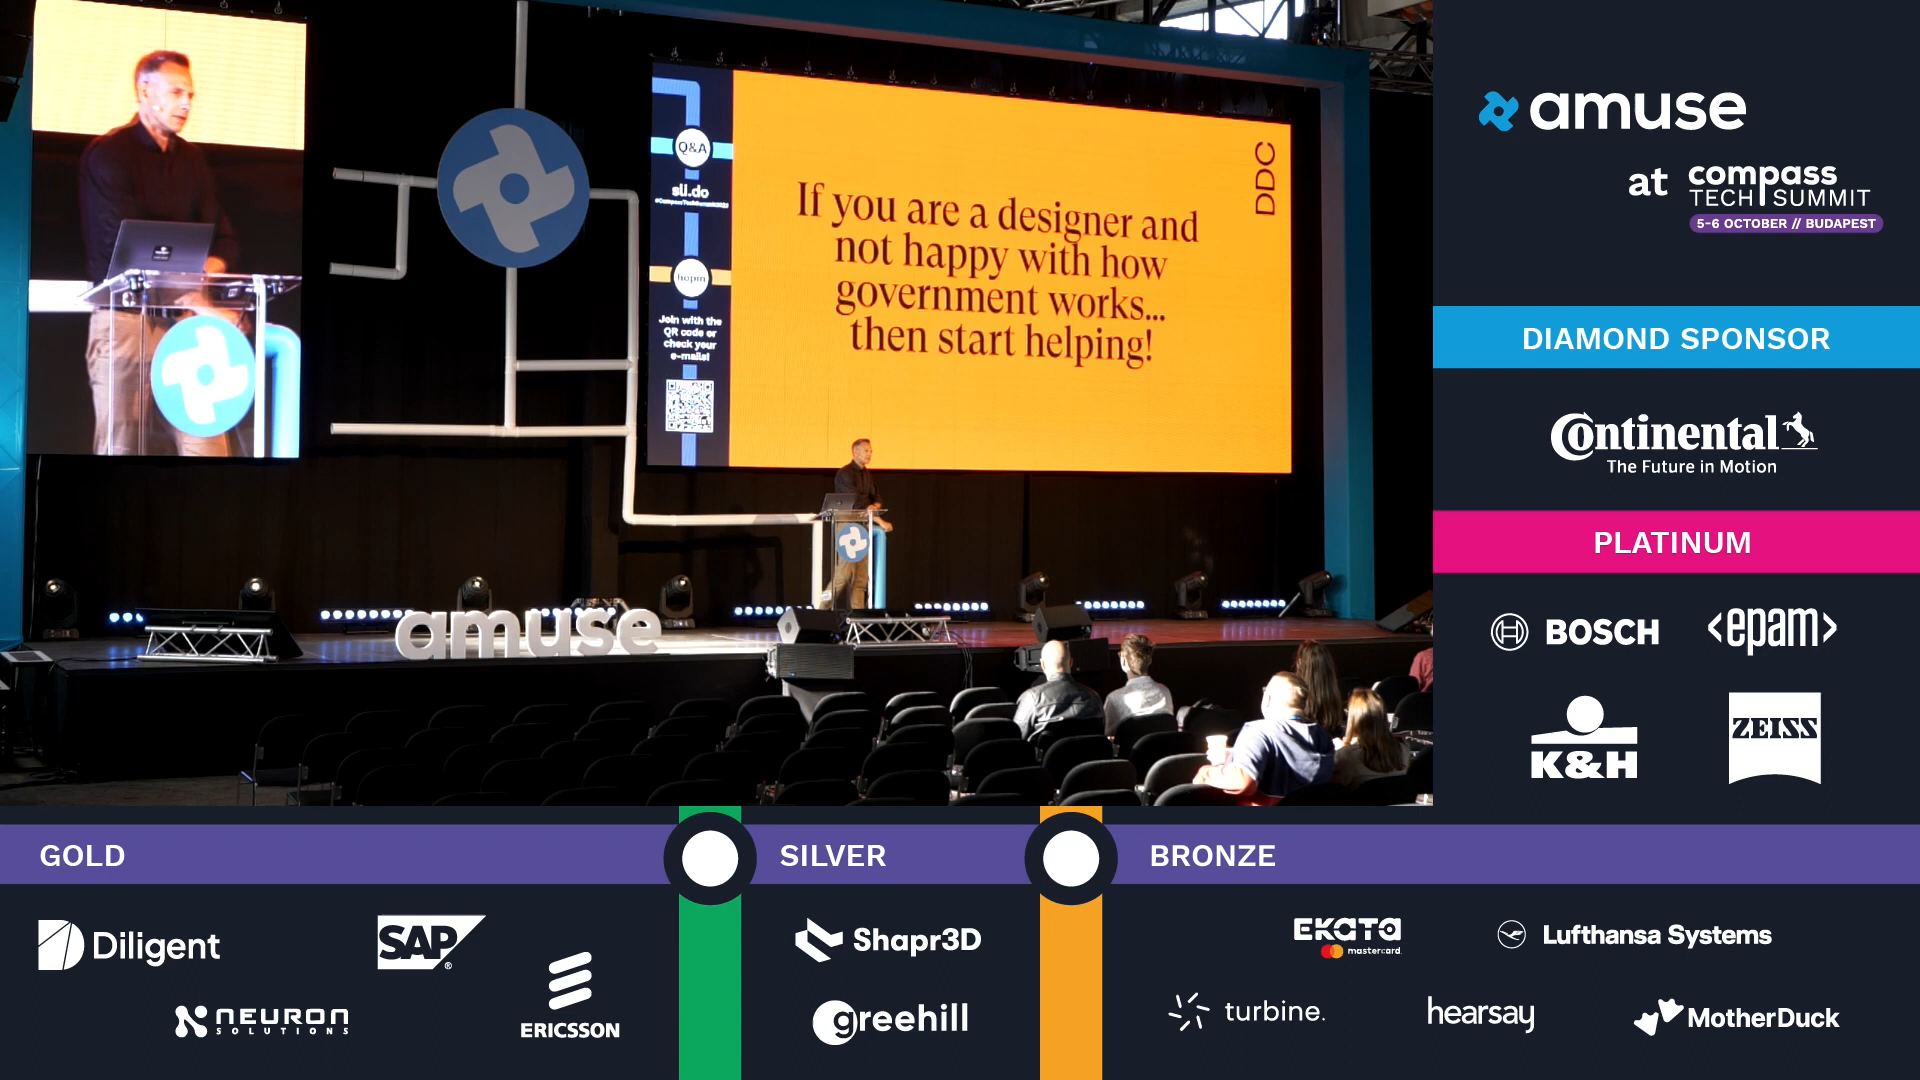 Q&A
sli.do
#CompassTechSummit2023
hopin
Join with the
QR code or
check your
e-mails!
DDC
If you are a designer and
not happy with how
government works...
then start helping!
amuse
amuse
at compass
TECH SUMMIT
5-6 OCTOBER // BUDAPEST
DIAMOND SPONSOR
Continental
The Future in Motion
PLATINUM
BOSCH
<epam>
K&H
ZEISS
GOLD
SILVER
BRONZE
Diligent
SAP®
NEURON
SOLUTIONS
ERICSSON
Shapr3D
greehill
EKATA
mastercard.
Lufthansa Systems
turbine.
hearsay
MotherDuck